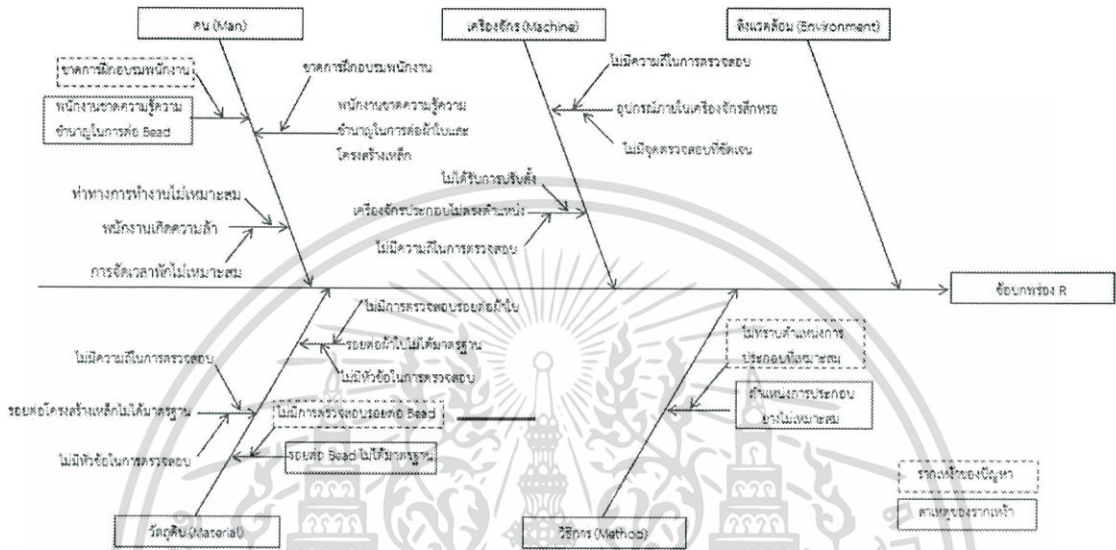 คน (Man)
เครื่องจักร (Machine)
สิ่งแวดล้อม (Environment)
ขาดการฝึกอบรมพนักงาน
พนักงานขาดความรู้ความ
ชำนาญในการต่อ Bead
ขาดการฝึกอบรมพนักงาน
พนักงานขาดความรู้ความ
ชำนาญในการต่อผ้าใบและ
โครงสร้างเหล็ก
ท่าทางการทำงานไม่เหมาะสม
พนักงานเกิดความล้า
การจัดเวลาพักไม่เหมาะสม
ไม่มีความถี่ในการตรวจสอบ
อุปกรณ์ภายในเครื่องจักรสึกหรอ
ไม่มีจุดตรวจสอบที่ชัดเจน
ไม่ได้รับการปรับตั้ง
เครื่องจักรประกอบไม่ตรงตำแหน่ง
ไม่มีความถี่ในการตรวจสอบ
ข้อบกพร่อง R
ไม่มีการตรวจสอบรอยต่อผ้าใบ
รอยต่อผ้าใบไม่ได้มาตรฐาน
ไม่มีหัวข้อในการตรวจสอบ
ไม่มีความถี่ในการตรวจสอบ
รอยต่อโครงสร้างเหล็กไม่ได้มาตรฐาน
ไม่มีหัวข้อในการตรวจสอบ
ไม่มีการตรวจสอบรอยต่อ Bead
รอยต่อ Bead ไม่ได้มาตรฐาน
ไม่ทราบตำแหน่งการ
ประกอบที่เหมาะสม
ตำแหน่งการประกอบ
ยางไม่เหมาะสม
รากเหง้าของปัญหา
สาเหตุของรากเหง้า
วัตถุดิบ (Material)
วิธีการ (Method)